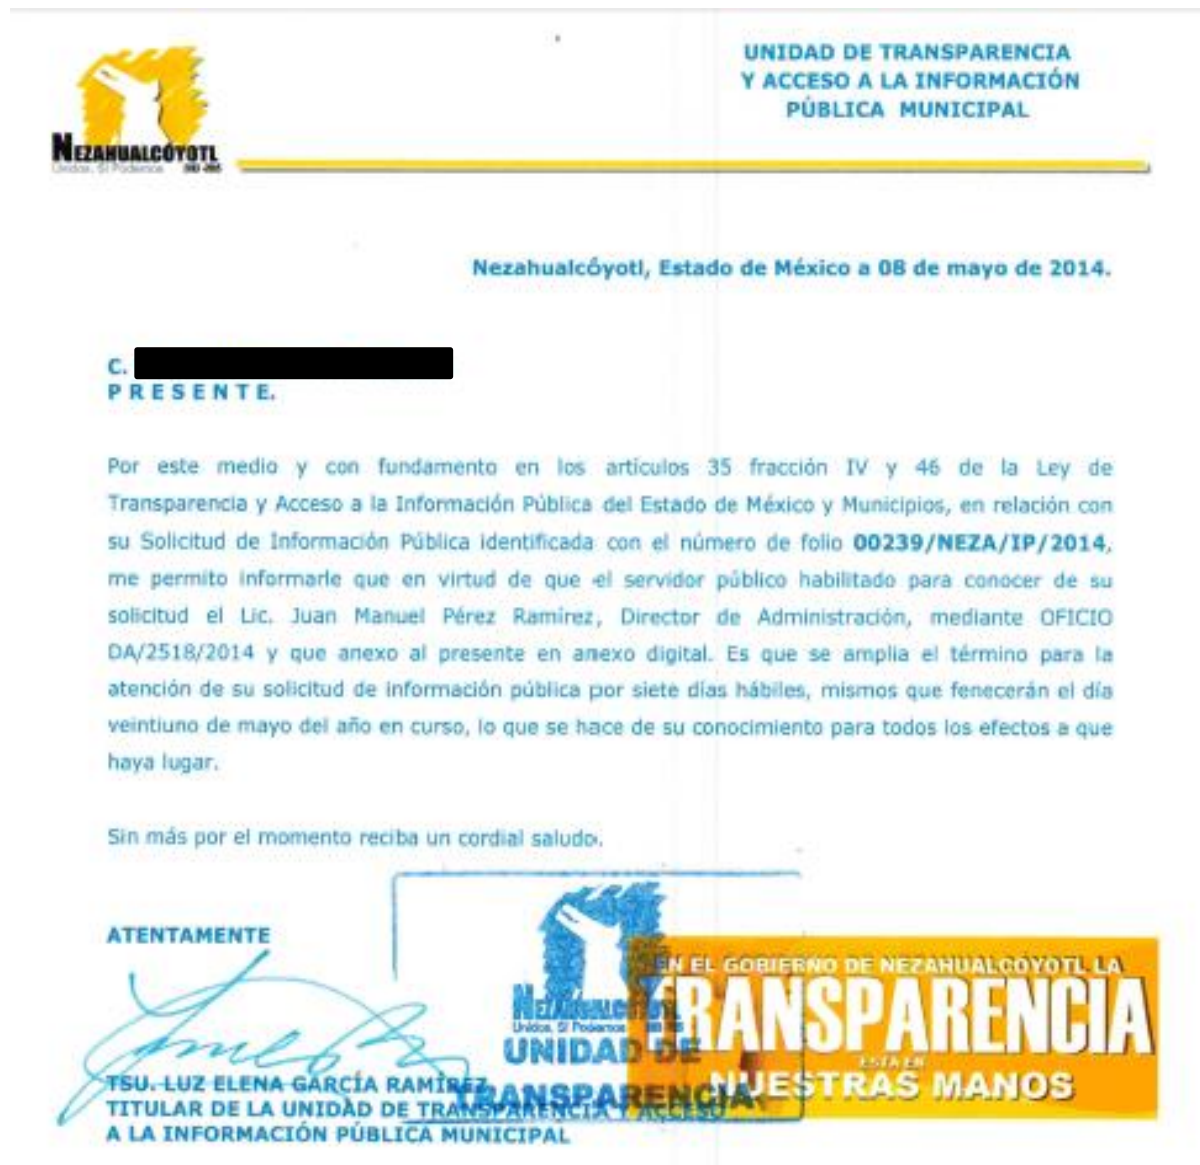 UNIDAD DE TRANSPARENCIA
Y ACCESO A LA INFORMACIÓN
PÚBLICA MUNICIPAL
NEZAHUALCÓYOTL
Unidos, Sí Podemos
Nezahualcóyotl, Estado de México a 08 de mayo de 2014.
C.
P R E S E N T E.
Por este medio y con fundamento en los artículos 35 fracción IV y 46 de la Ley de
Transparencia y Acceso a la Información Pública del Estado de México y Municipios, en relación con
su Solicitud de Información Pública identificada con el número de folio 00239/NEZA/IP/2014,
me permito informarle que en virtud de que el servidor público habilitado para conocer de su
solicitud el Lic. Juan Manuel Pérez Ramírez, Director de Administración, mediante OFICIO
DA/2518/2014 y que anexo al presente en anexo digital. Es que se amplia el término para la
atención de su solicitud de información pública por siete días hábiles, mismos que fenecerán el día
veintiuno de mayo del año en curso, lo que se hace de su conocimiento para todos los efectos a que
haya lugar.
Sin más por el momento reciba un cordial saludo.
ATENTAMENTE
TSU. LUZ ELENA GARCÍA RAMÍREZ
TITULAR DE LA UNIDAD DE TRANSPARENCIA Y ACCESO
A LA INFORMACIÓN PÚBLICA MUNICIPAL
NEZAHUALCÓYOTL
Unidos, Sí Podemos
UNIDAD DE
TRANSPARENCIA
EN EL GOBIERNO DE NEZAHUALCÓYOTL LA
TRANSPARENCIA
ESTA EN
NUESTRAS MANOS